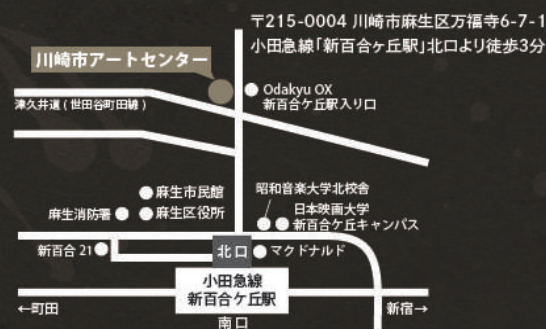 〒215-0004 川崎市麻生区万福寺6-7-1
小田急線「新百合ヶ丘駅」北口より徒歩3分
川崎市アートセンター
Odakyu OX
新百合ケ丘駅入り口
津久井道 ( 世田谷町田線 )
麻生市民館
麻生消防署
麻生区役所
昭和音楽大学北校舎
日本映画大学
新百合ケ丘キャンパス
新百合 21
北口
マクドナルド
小田急線
新百合ケ丘駅
←町田
新宿→
南口